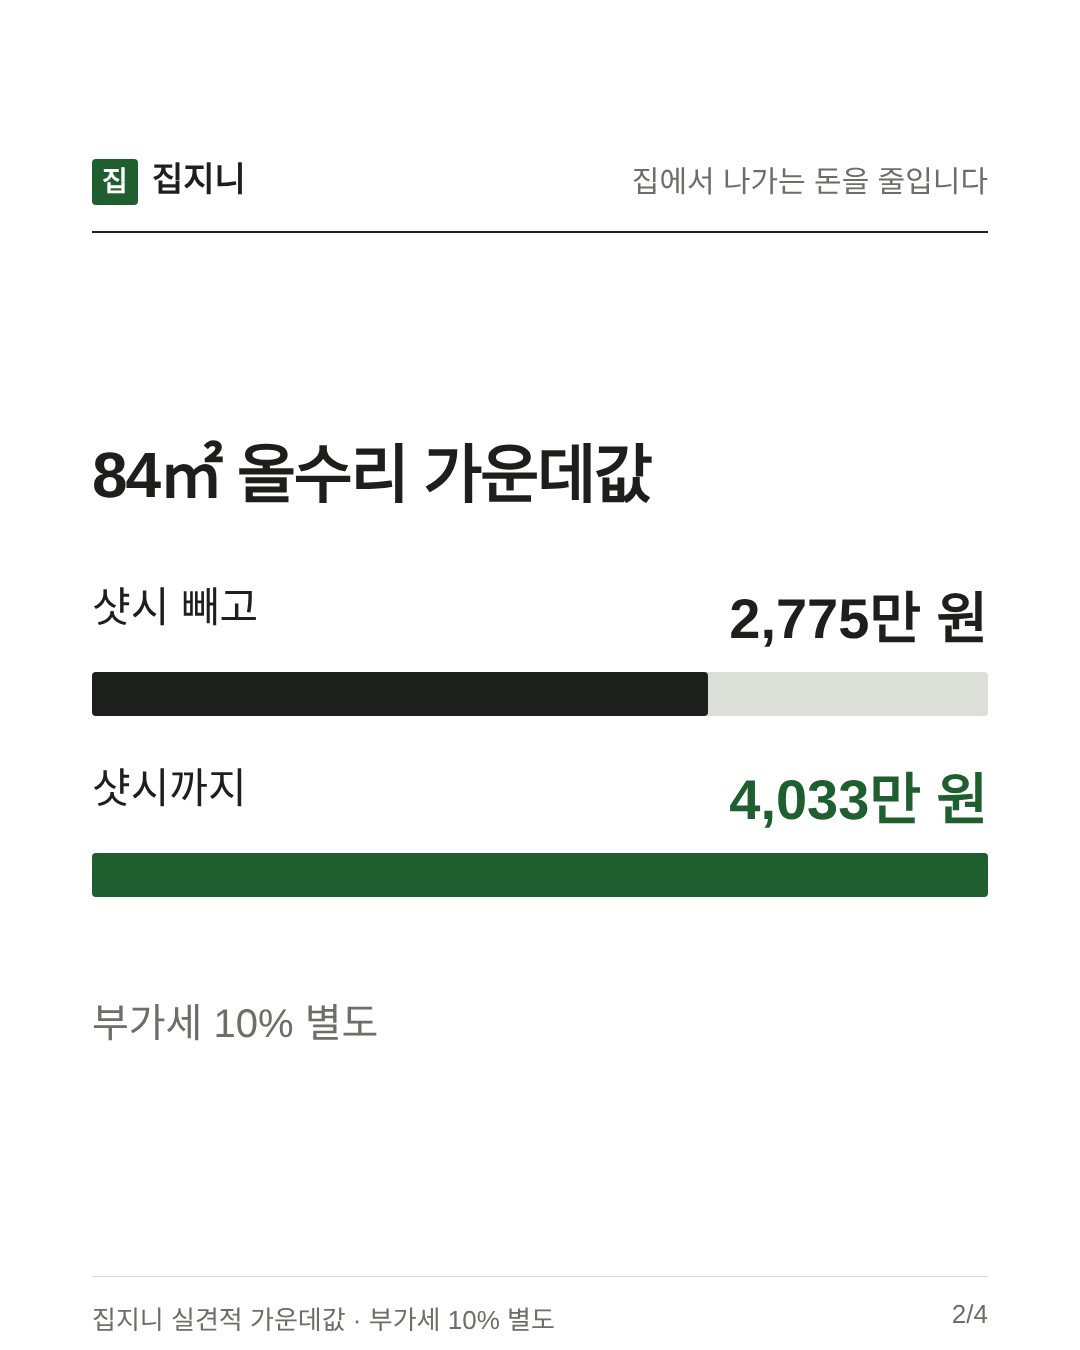 집 집지니
집에서 나가는 돈을 줄입니다
84㎡ 올수리 가운데값
샷시 빼고
2,775만 원
샷시까지
4,033만 원
부가세 10% 별도
집지니 실견적 가운데값 · 부가세 10% 별도
2/4